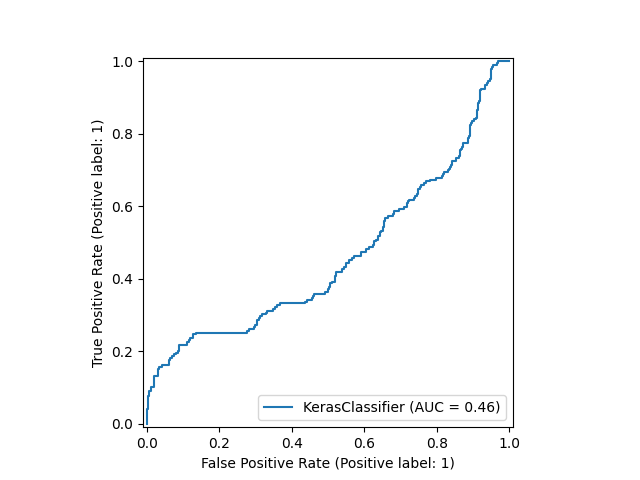 1.0
0.8
0.6
0.4
0.2
0.0
True Positive Rate (Positive label: 1)
KerasClassifier (AUC = 0.46)
0.0 0.2 0.4 0.6 0.8 1.0
False Positive Rate (Positive label: 1)